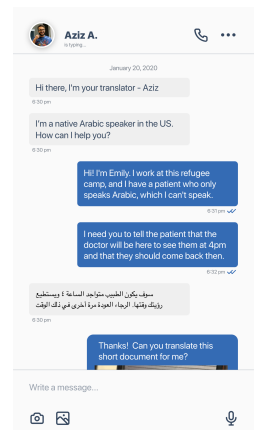 Aziz A.
is typing...
January 20, 2020
Hi there, I'm your translator - Aziz
6:30 pm
I'm a native Arabic speaker in the US.
How can I help you?
6:30 pm
Hi! I'm Emily. I work at this refugee
camp, and I have a patient who only
speaks Arabic, which I can't speak.
6:31 pm
I need you to tell the patient that the
doctor will be here to see them at 4pm
and that they should come back then.
6:32 pm
سوف يكون الطبيب متواجد الساعة ٤ ويستطيع
رؤيتك وقتها. الرجاء العودة مرة أخرى في ذلك الوقت
6:30 pm
Thanks! Can you translate this
short document for me?
Write a message...